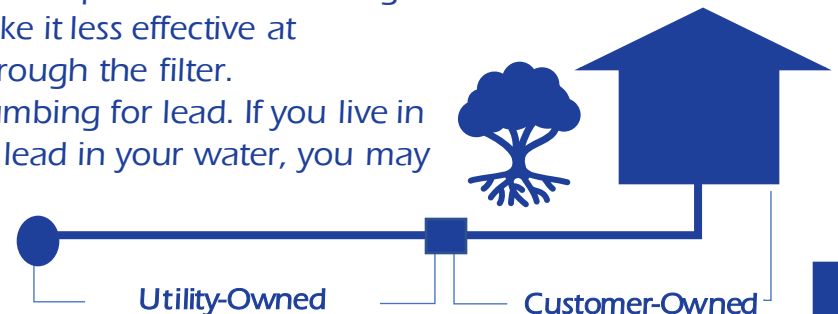 ke it less effective at
rough the filter.
umbing for lead. If you live in
lead in your water, you may
Utility-Owned
Customer-Owned